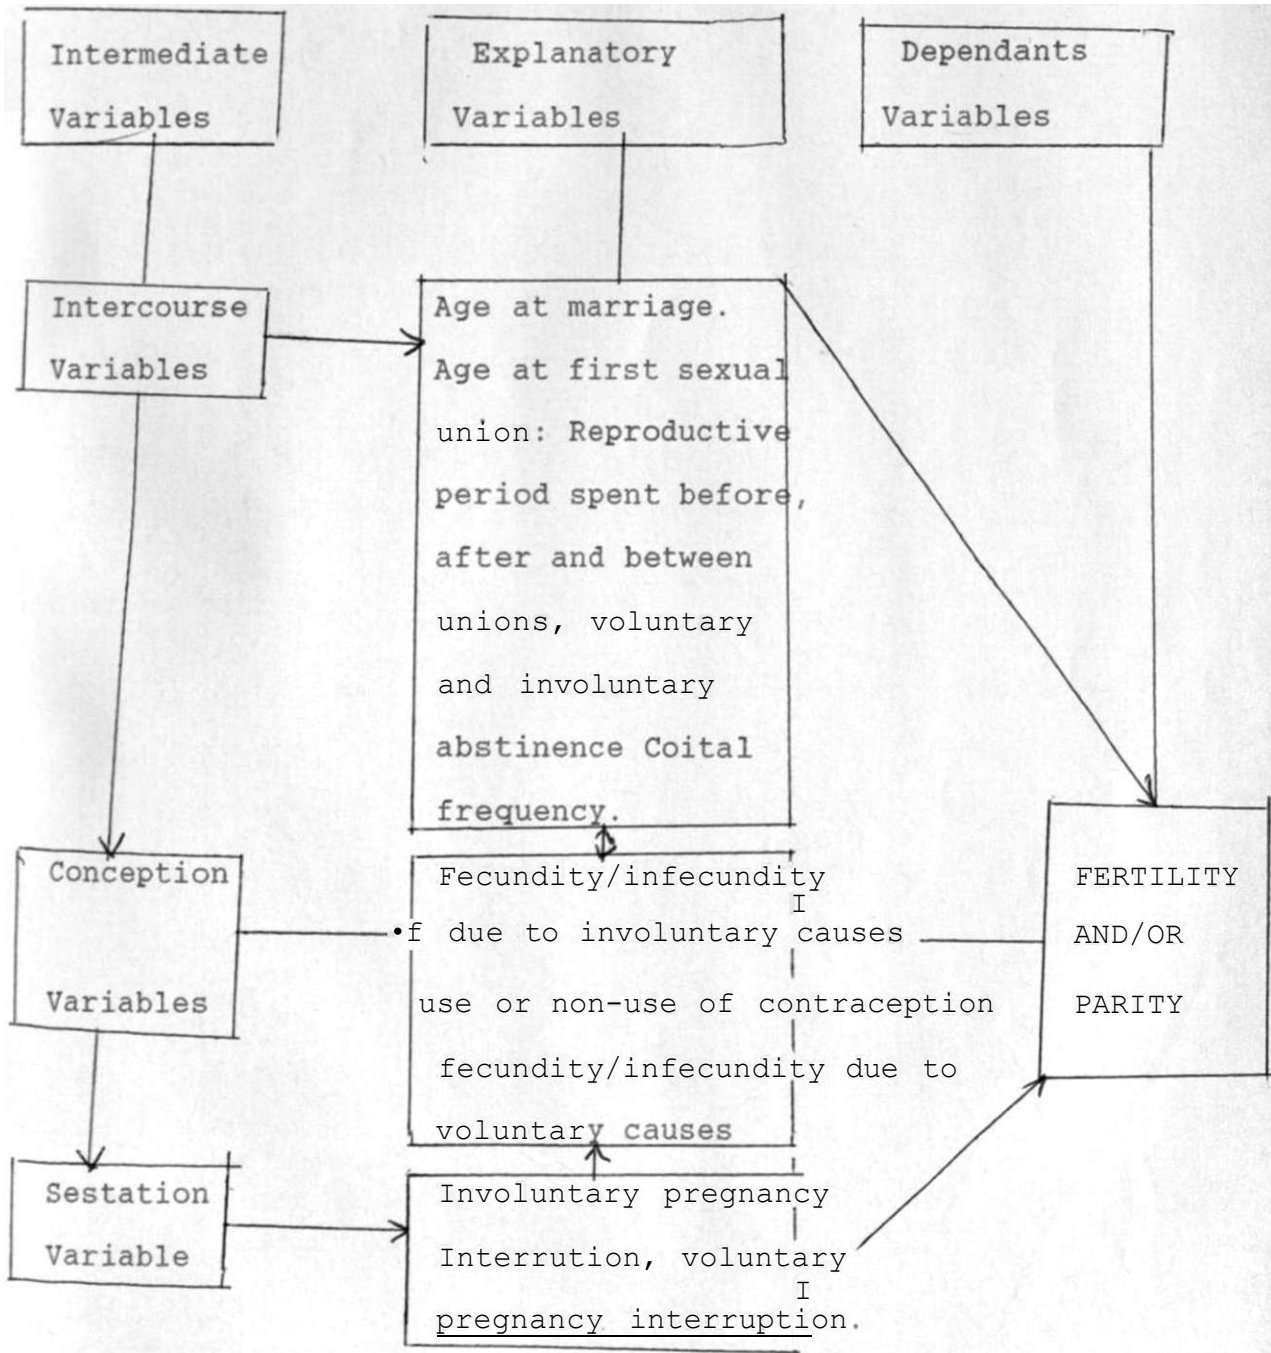 Intermediate
Variables
Explanatory
Variables
Dependants
Variables
Intercourse
Variables
Age at marriage.
Age at first sexual
union: Reproductive
period spent before,
after and between
unions, voluntary
and involuntary
abstinence Coital
frequency.
Conception
Variables
Fecundity/infecundity
I
•f due to involuntary causes
use or non-use of contraception
fecundity/infecundity due to
voluntary causes
FERTILITY
AND/OR
PARITY
Sestation
Variable
Involuntary pregnancy
Interrution, voluntary
I
pregnancy interruption.